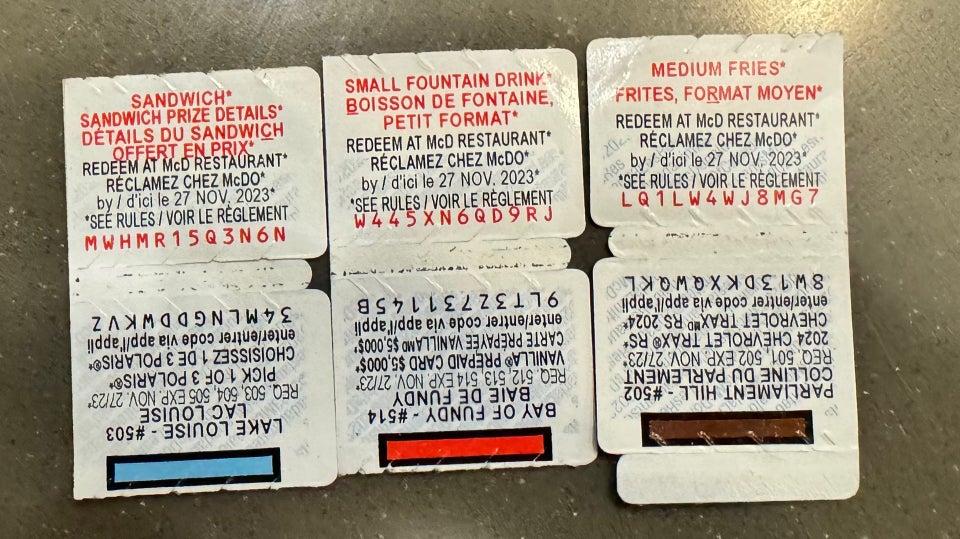 SANDWICH*
SANDWICH PRIZE DETAILS*
DÉTAILS DU SANDWICH
OFFERT EN PRIX*
REDEEM AT McD RESTAURANT*
RÉCLAMEZ CHEZ McDO*
by / d'ici le 27 NOV. 2023*
*SEE RULES / VOIR LE RÈGLEMENT
MWHMR15Q3N6N
LAKE LOUISE - #503
LAC LOUISE
REQ. 503, 504, 505 EXP. NOV. 27/23*
PICK 1 OF 3 POLARIS®*
CHOISISSEZ 1 DE 3 POLARIS®*
enter/entrer code via app/l'appli
34MLNGDDWKVZ
SMALL FOUNTAIN DRINK*
BOISSON DE FONTAINE,
PETIT FORMAT*
REDEEM AT McD RESTAURANT*
RÉCLAMEZ CHEZ McDO*
by / d'ici le 27 NOV. 2023*
*SEE RULES / VOIR LE RÈGLEMENT
W445XN6QD9RJ
BAY OF FUNDY - #514
BAIE DE FUNDY
REQ. 512, 513, 514 EXP. NOV. 27/23*
VANILLA® PREPAID CARD $5,000*
CARTE PRÉPAYÉE VANILLAMD $5,000*
enter/entrer code via app/l'appli
9LT3Z731145B
MEDIUM FRIES*
FRITES, FORMAT MOYEN*
REDEEM AT McD RESTAURANT*
RÉCLAMEZ CHEZ McDO*
by / d'ici le 27 NOV. 2023*
*SEE RULES / VOIR LE RÈGLEMENT
LQ1LW4WJ8MG7
PARLIAMENT HILL - #502
COLLINE DU PARLEMENT
REQ. 501, 502 EXP. NOV. 27/23*
2024 CHEVROLET TRAX®RS*
CHEVROLET TRAXMD RS 2024*
enter/entrer code via app/l'appli
8W13DKXQWQKL